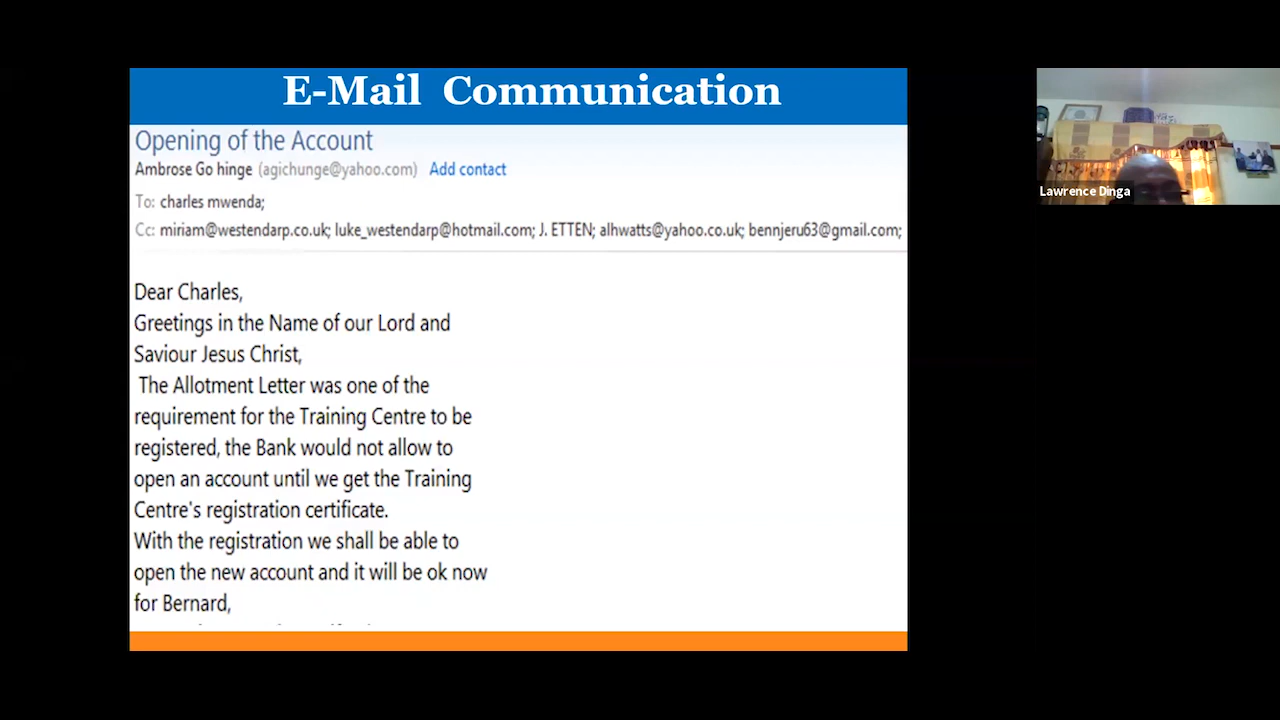 E-Mail Communication
Opening of the Account
Ambrose Go hinge (agichunge@yahoo.com) Add contact
To: charles mwenda;
Cc: miriam@westendarp.co.uk; luke_westendarp@hotmail.com; J. ETTEN; alhwatts@yahoo.co.uk; bennjeru63@gmail.com;
Dear Charles,
Greetings in the Name of our Lord and
Saviour Jesus Christ,
The Allotment Letter was one of the
requirement for the Training Centre to be
registered, the Bank would not allow to
open an account until we get the Training
Centre's registration certificate.
With the registration we shall be able to
open the new account and it will be ok now
for Bernard,
Lawrence Dinga